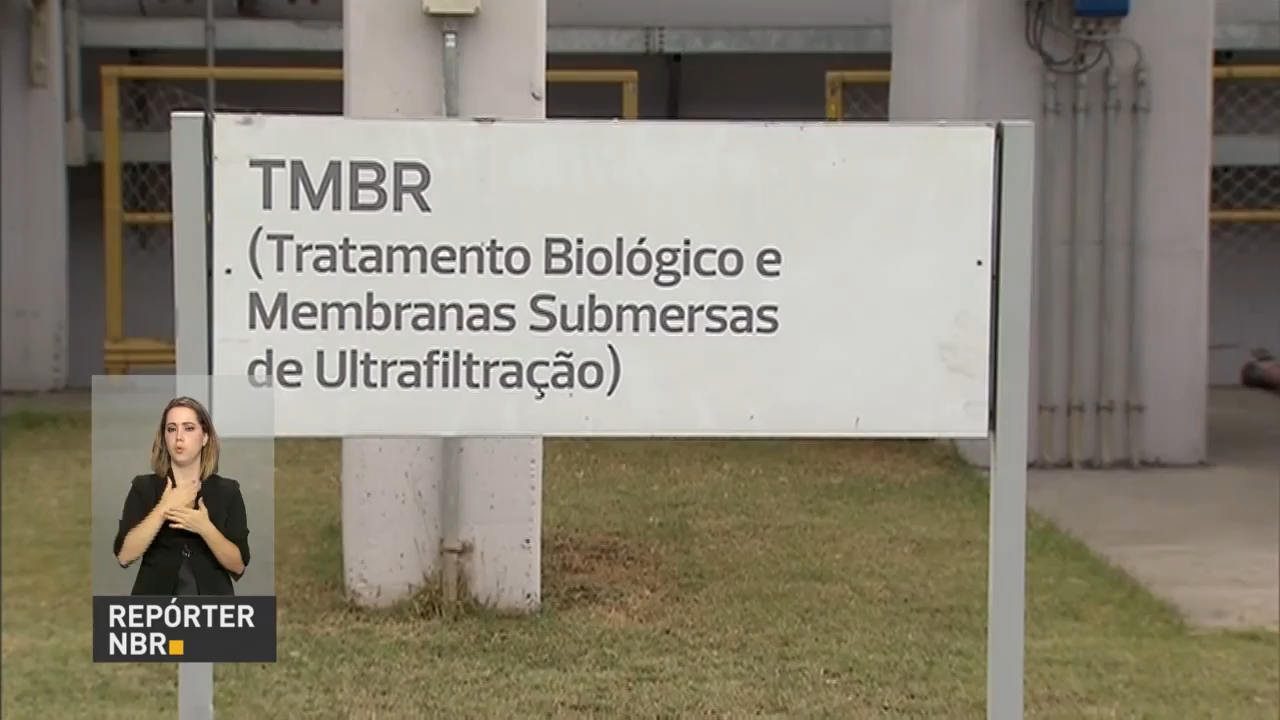 TMBR
(Tratamento Biológico e
Membranas Submersas
de Ultrafiltração)
REPÓRTER
NBR